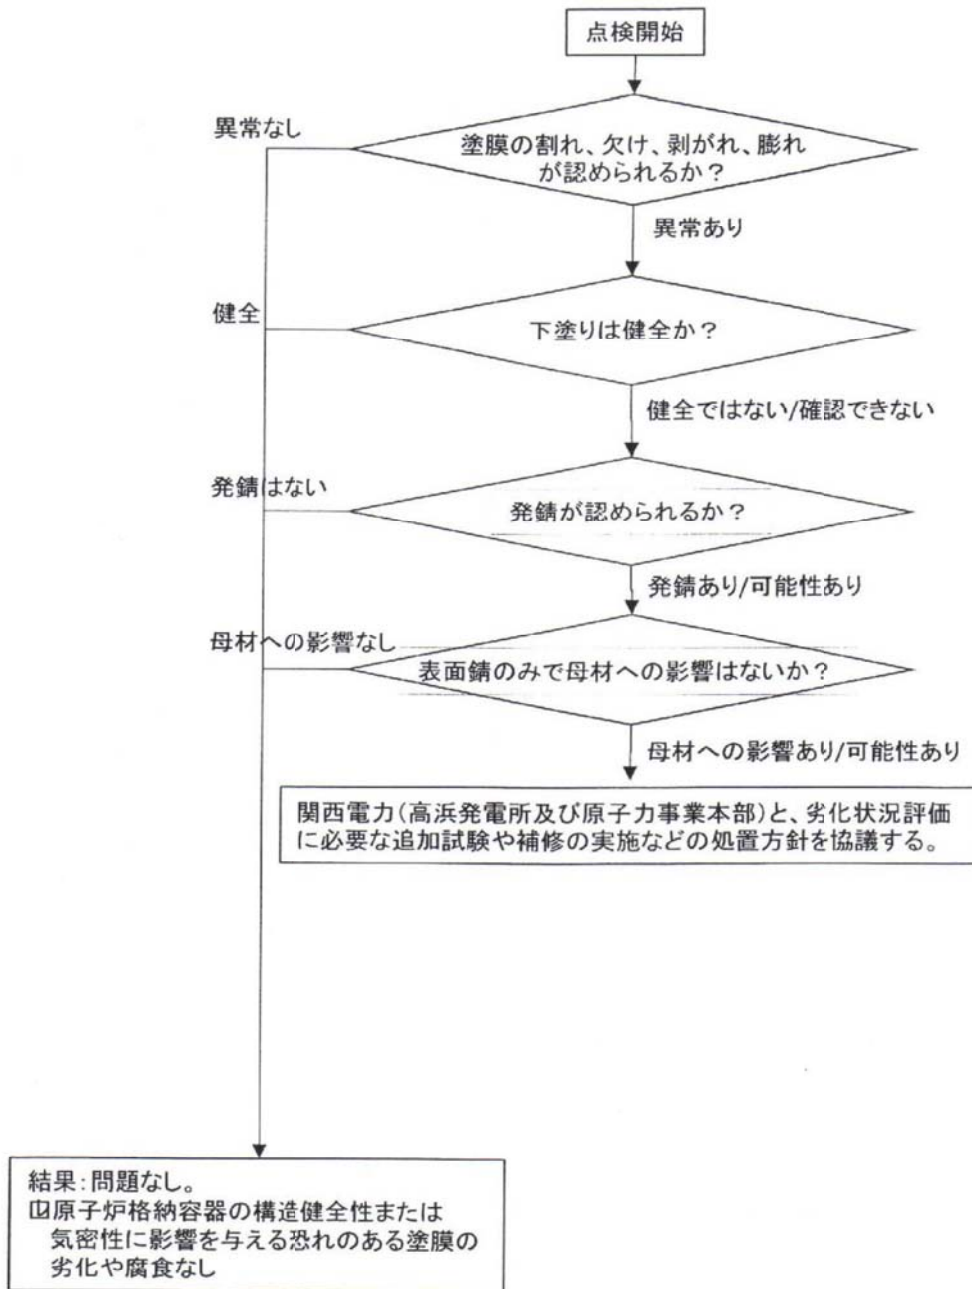 点検開始
異常なし
塗膜の割れ、欠け、剥がれ、膨れ
が認められるか？
異常あり
健全
下塗りは健全か？
健全ではない/確認できない
発錆はない
発錆が認められるか？
発錆あり/可能性あり
母材への影響なし
表面錆のみで母材への影響はないか？
母材への影響あり/可能性あり
関西電力(高浜発電所及び原子力事業本部)と、劣化状況評価
に必要な追加試験や補修の実施などの処置方針を協議する。
結果:問題なし。
原子炉格納容器の構造健全性または
気密性に影響を与える恐れのある塗膜の
劣化や腐食なし